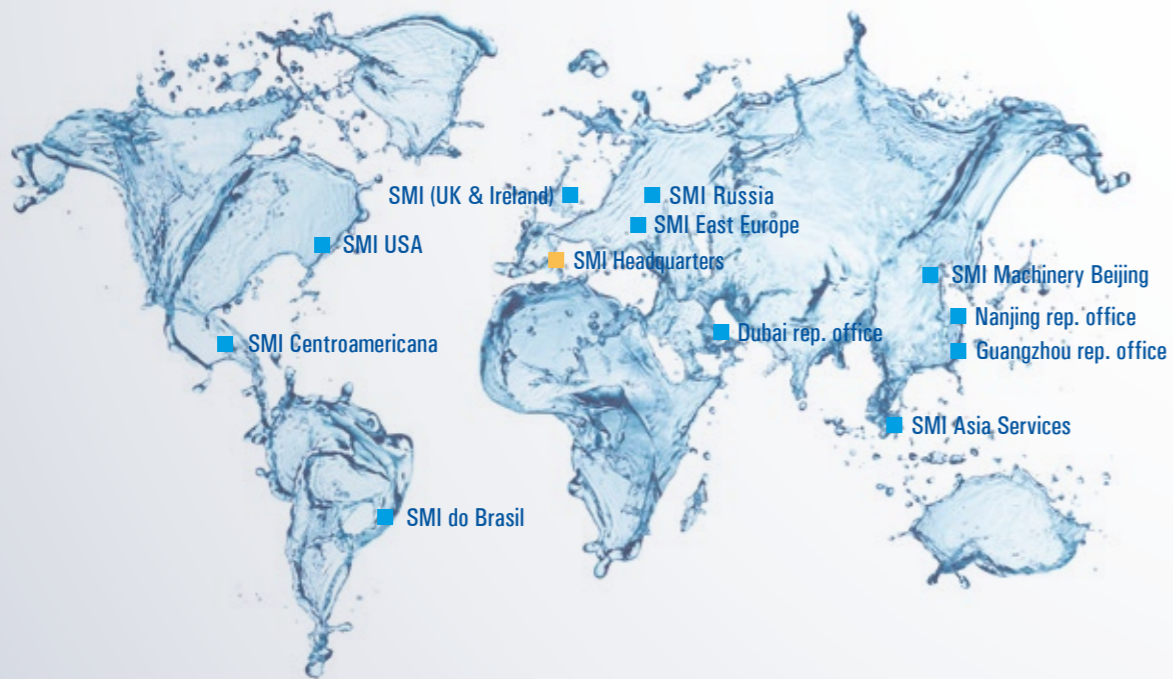 SMI (UK & Ireland)
SMI Russia
SMI East Europe
SMI USA
SMI Headquarters
SMI Machinery Beijing
Nanjing rep. office
Dubai rep. office
SMI Centroamericana
Guangzhou rep. office
SMI Asia Services
SMI do Brasil